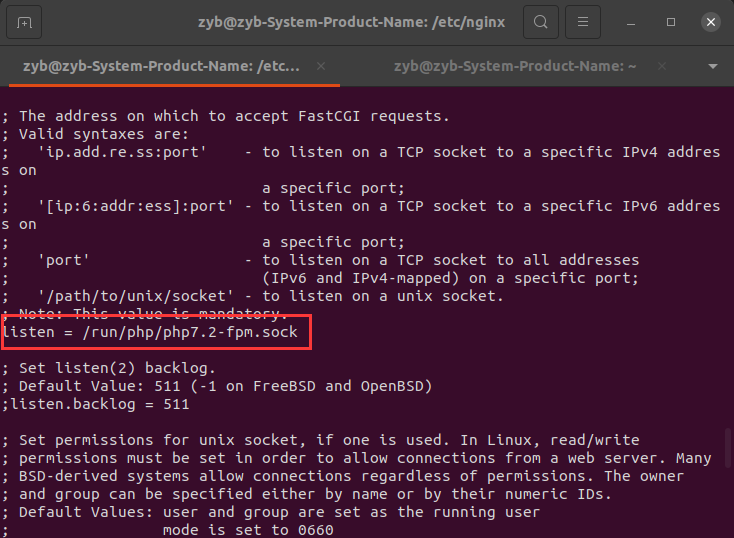 zyb@zyb-System-Product-Name: /etc/nginx
zyb@zyb-System-Product-Name: /etc...
zyb@zyb-System-Product-Name: ~
; The address on which to accept FastCGI requests.
; Valid syntaxes are:
;   'ip.add.re.ss:port'    - to listen on a TCP socket to a specific IPv4 addres
s on
;                            a specific port;
;   '[ip:6:addr:ess]:port' - to listen on a TCP socket to a specific IPv6 addres
s on
;                            a specific port;
;   'port'                 - to listen on a TCP socket to all addresses
;                            (IPv6 and IPv4-mapped) on a specific port;
;   '/path/to/unix/socket' - to listen on a unix socket.
; Note: This value is mandatory.
listen = /run/php/php7.2-fpm.sock
; Set listen(2) backlog.
; Default Value: 511 (-1 on FreeBSD and OpenBSD)
;listen.backlog = 511
; Set permissions for unix socket, if one is used. In Linux, read/write
; permissions must be set in order to allow connections from a web server. Many
; BSD-derived systems allow connections regardless of permissions. The owner
; and group can be specified either by name or by their numeric IDs.
; Default Values: user and group are set as the running user
;                 mode is set to 0660